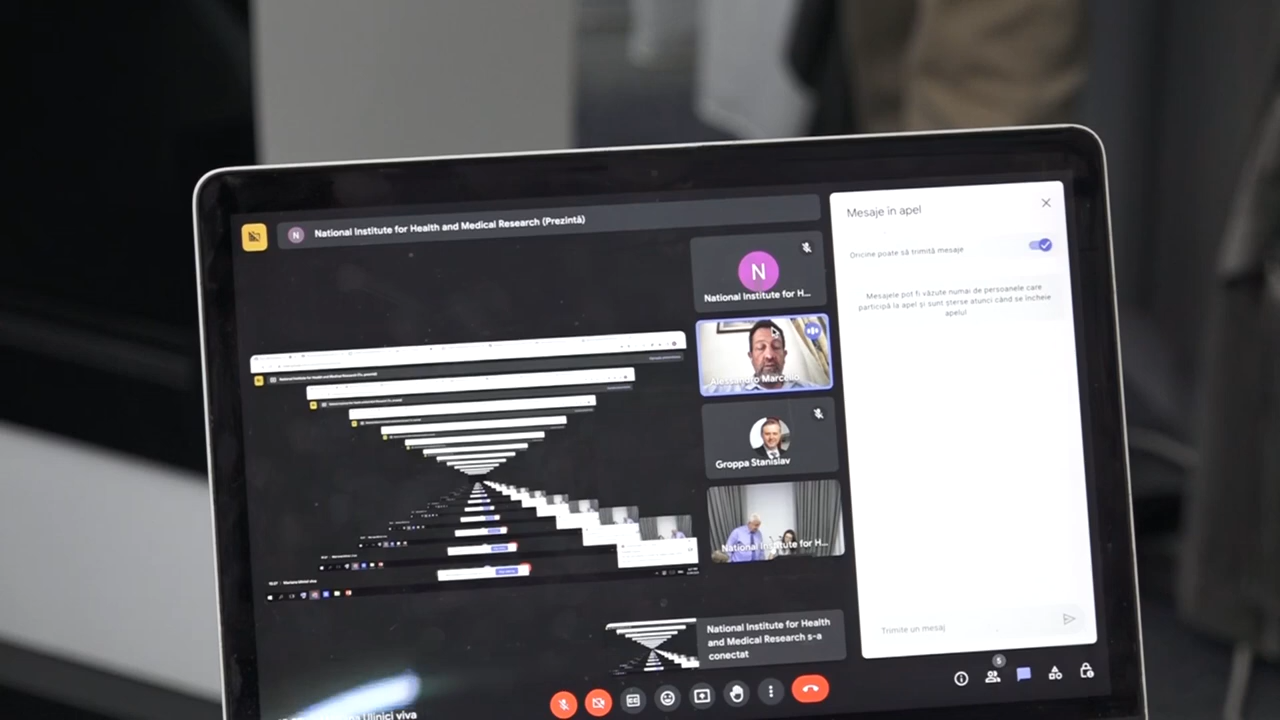 N
National Institute for Health and Medical Research (Prezintă)
Mesaje în apel
Oricine poate să trimită mesaje
Mesajele pot fi văzute numai de persoanele care
participă la apel și sunt șterse atunci când se încheie
apelul
N
National Institute for H...
Alessandro Marcello
Groppa Stanislav
National Institute for H...
National Institute for Health
and Medical Research s-a
conectat
Trimite un mesaj
5
CC
Ulinici viva